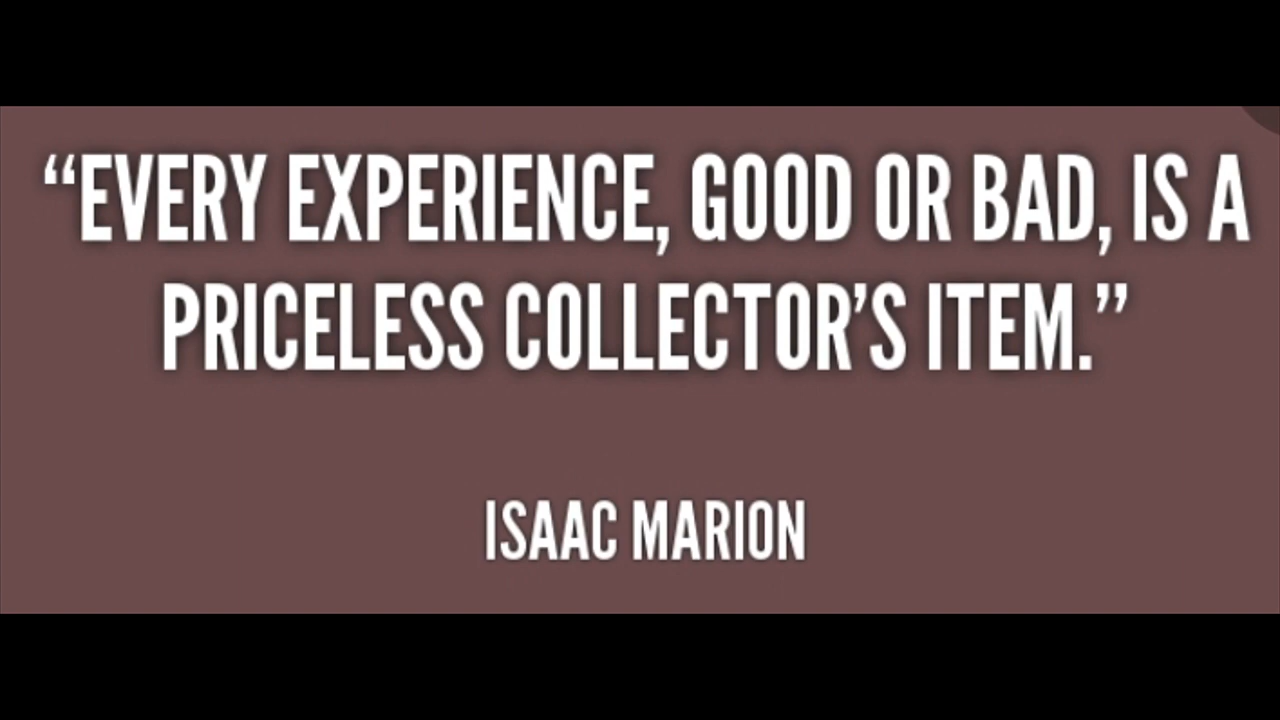 “EVERY EXPERIENCE, GOOD OR BAD, IS A
PRICELESS COLLECTOR’S ITEM.”
ISAAC MARION